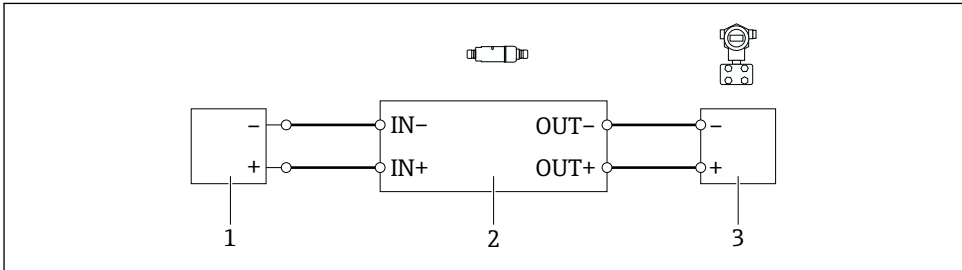 − IN− OUT− −
+ IN+ OUT+ +
1 2 3